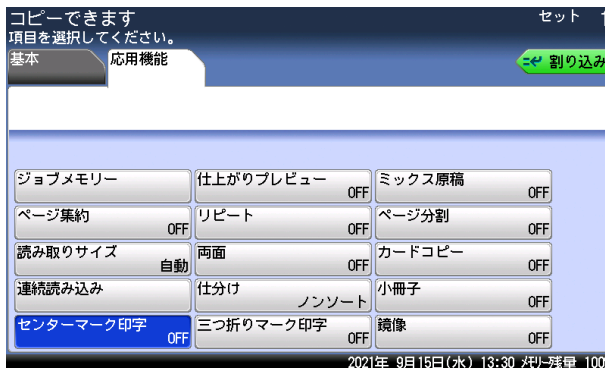 コピーできます
セット
項目を選択してください。
基本
応用機能
割り込み
ジョブメモリー
仕上がりプレビュー
OFF
ミックス原稿
OFF
ページ集約
OFF
リピート
OFF
ページ分割
OFF
読み取りサイズ
自動
両面
OFF
カードコピー
OFF
連続読み込み
仕分け
ノンソート
小冊子
OFF
センターマーク印字
OFF
三つ折りマーク印字
OFF
鏡像
OFF
2021年 9月15日(水) 13:30 メモリー残量 100